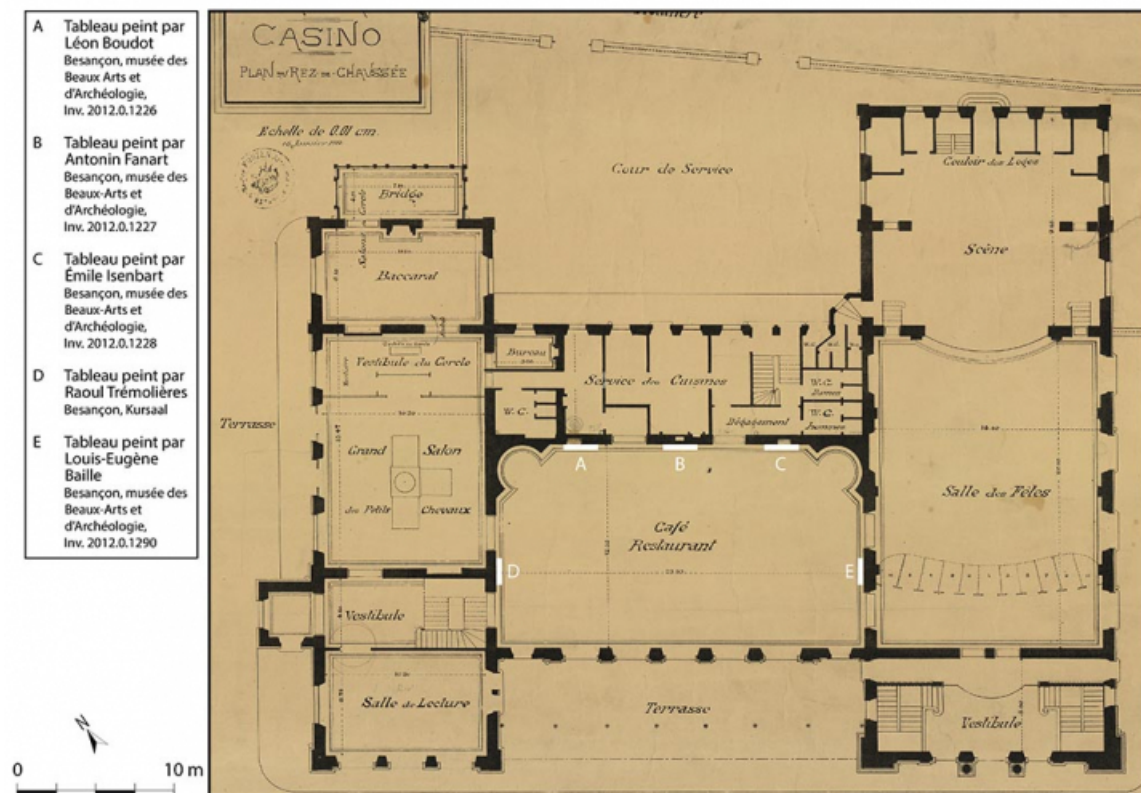 A Tableau peint par
Léon Boudot
Besançon, musée des
Beaux Arts et
d'Archéologie,
Inv. 2012.0.1226
B Tableau peint par
Antonin Fanart
Besançon, musée des
Beaux-Arts et
d'Archéologie,
Inv. 2012.0.1227
C Tableau peint par
Émile Isenbart
Besançon, musée des
Beaux-Arts et
d'Archéologie,
Inv. 2012.0.1228
D Tableau peint par
Raoul Trémolières
Besançon, Kursaal
E Tableau peint par
Louis-Eugène
Baille
Besançon, musée des
Beaux-Arts et
d'Archéologie,
Inv. 2012.0.1290
N
0 10 m
CASINO
PLAN DU REZ-DE-CHAUSSÉE
Echelle de 0.01 cm.
Cour de Service
Couloir des Loges
Scène
Bridge
Salons Cercle
Baccarat
Vestibule du Cercle
Bureau
Service des Cuisines
W.C.
W.C.
Dames
W.C.
Hommes
Dégagement
Terrasse
Grand Salon
des Petits Chevaux
A
B
C
Café
Restaurant
D
E
Salle des Fêtes
Vestibule
Salle de Lecture
Terrasse
Vestibule